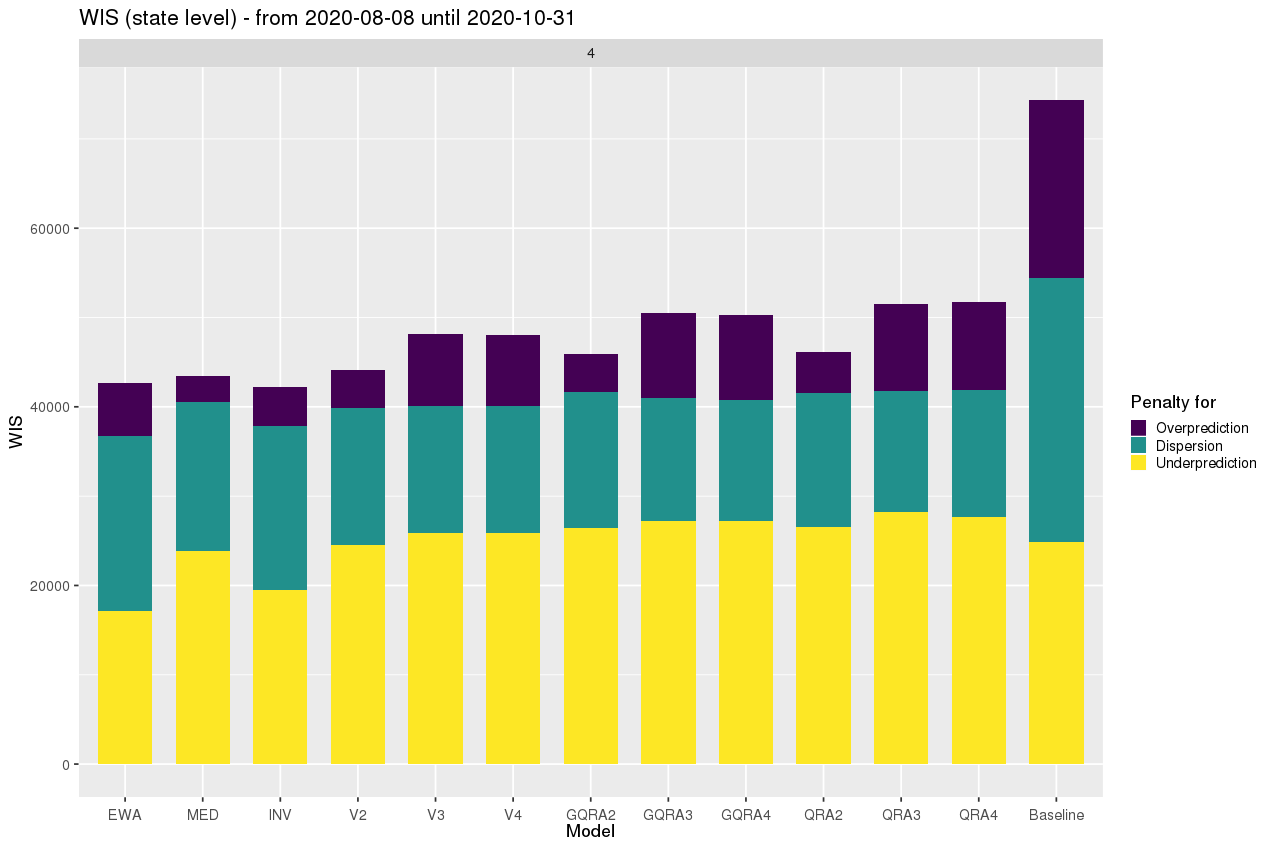 WIS (state level) - from 2020-08-08 until 2020-10-31
4
60000
40000
20000
0
WIS
EWA MED INV V2 V3 V4 GQRA2 GQRA3 GQRA4 QRA2 QRA3 QRA4 Baseline
Model
Penalty for
Overprediction
Dispersion
Underprediction